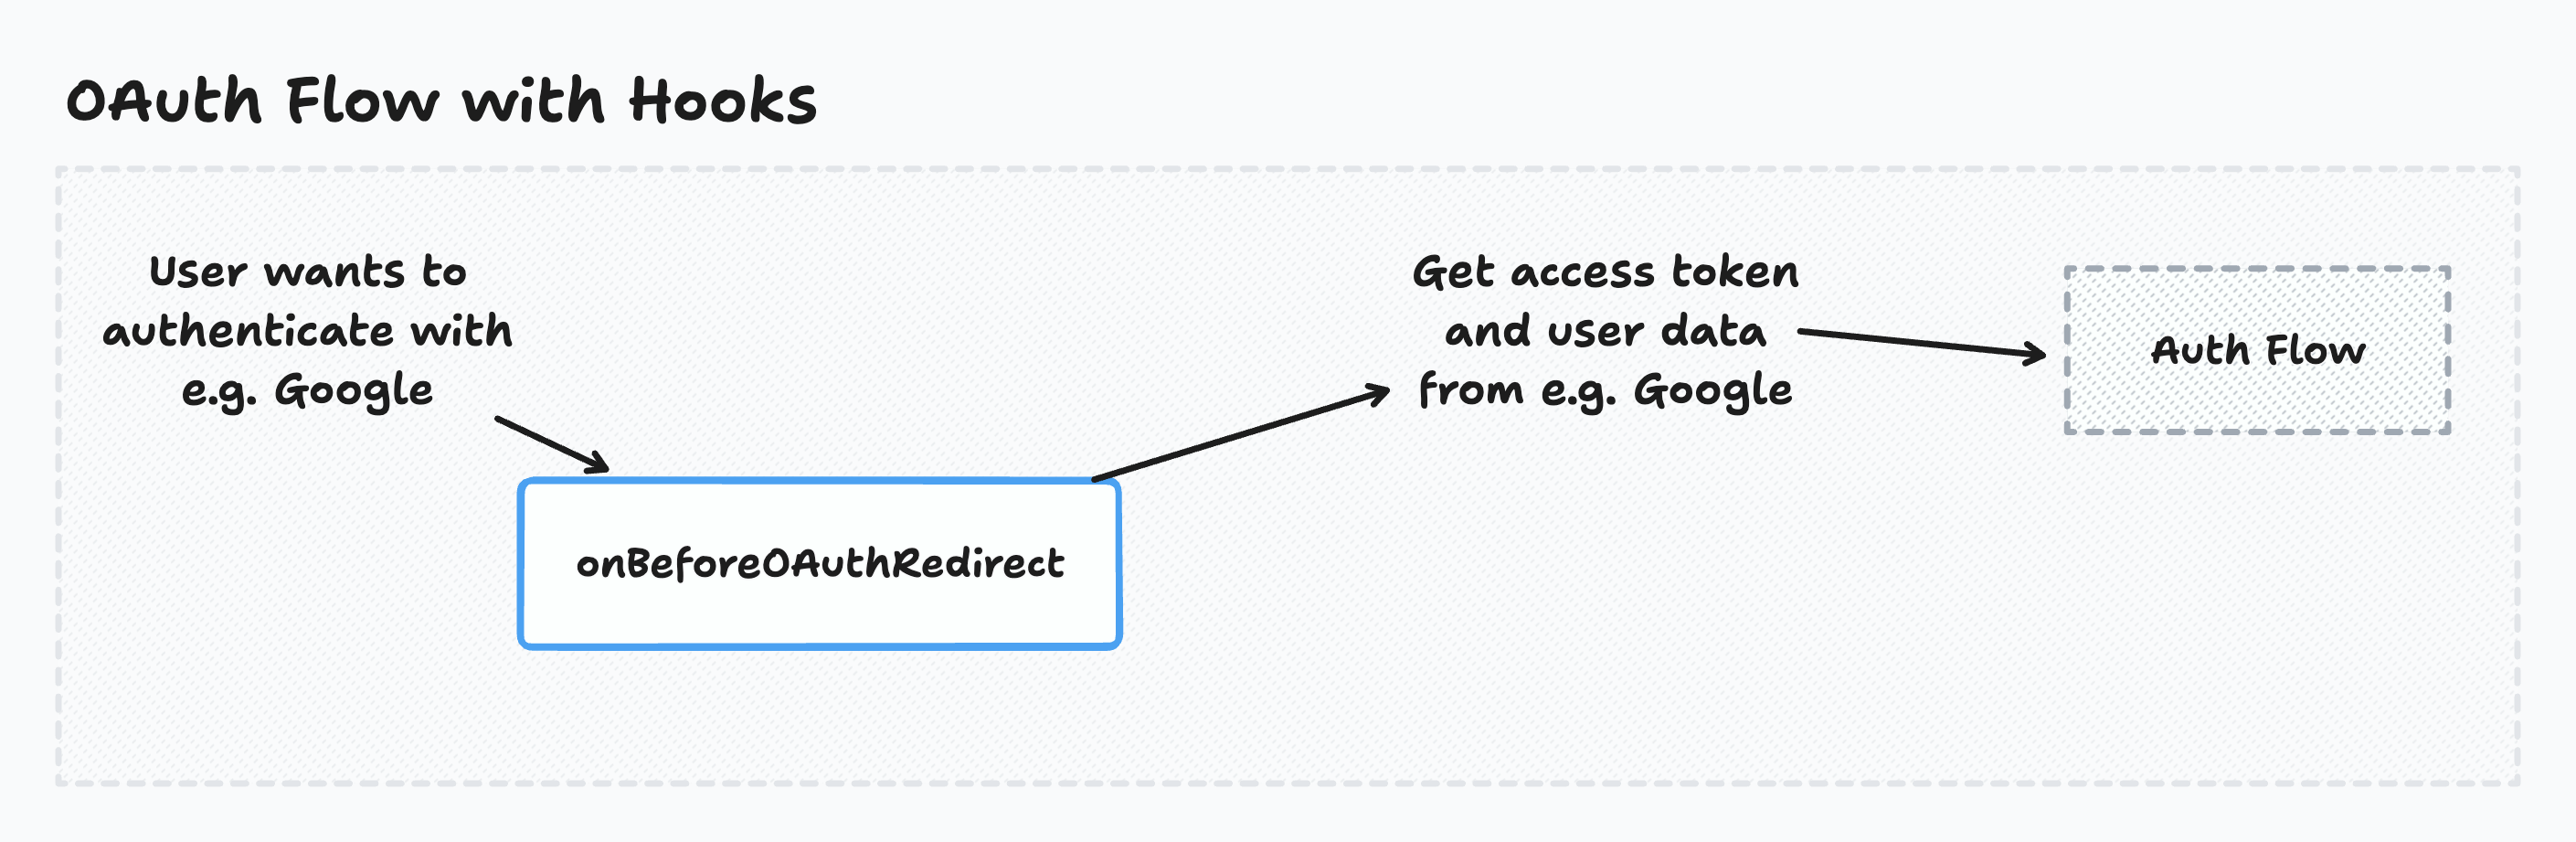 OAuth Flow with Hooks
User wants to
authenticate with
e.g. Google
onBeforeOAuthRedirect
Get access token
and user data
from e.g. Google
Auth Flow